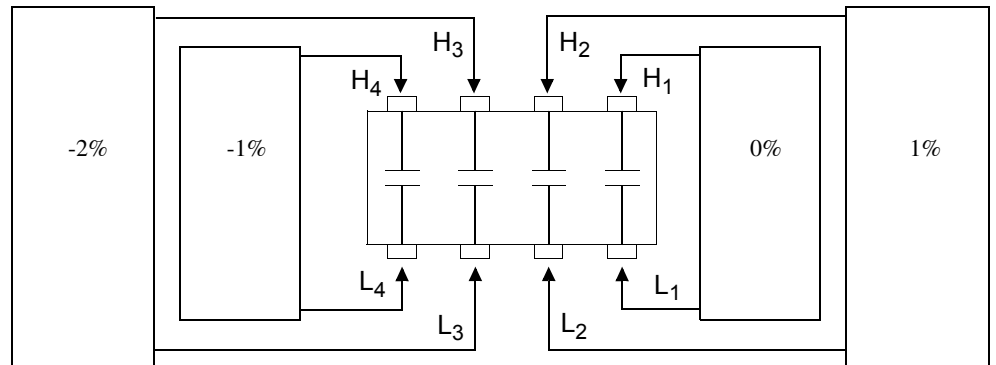 H₃ H₂
H₄ H₁
-2% -1% 0% 1%
L₄ L₁
L₃ L₂